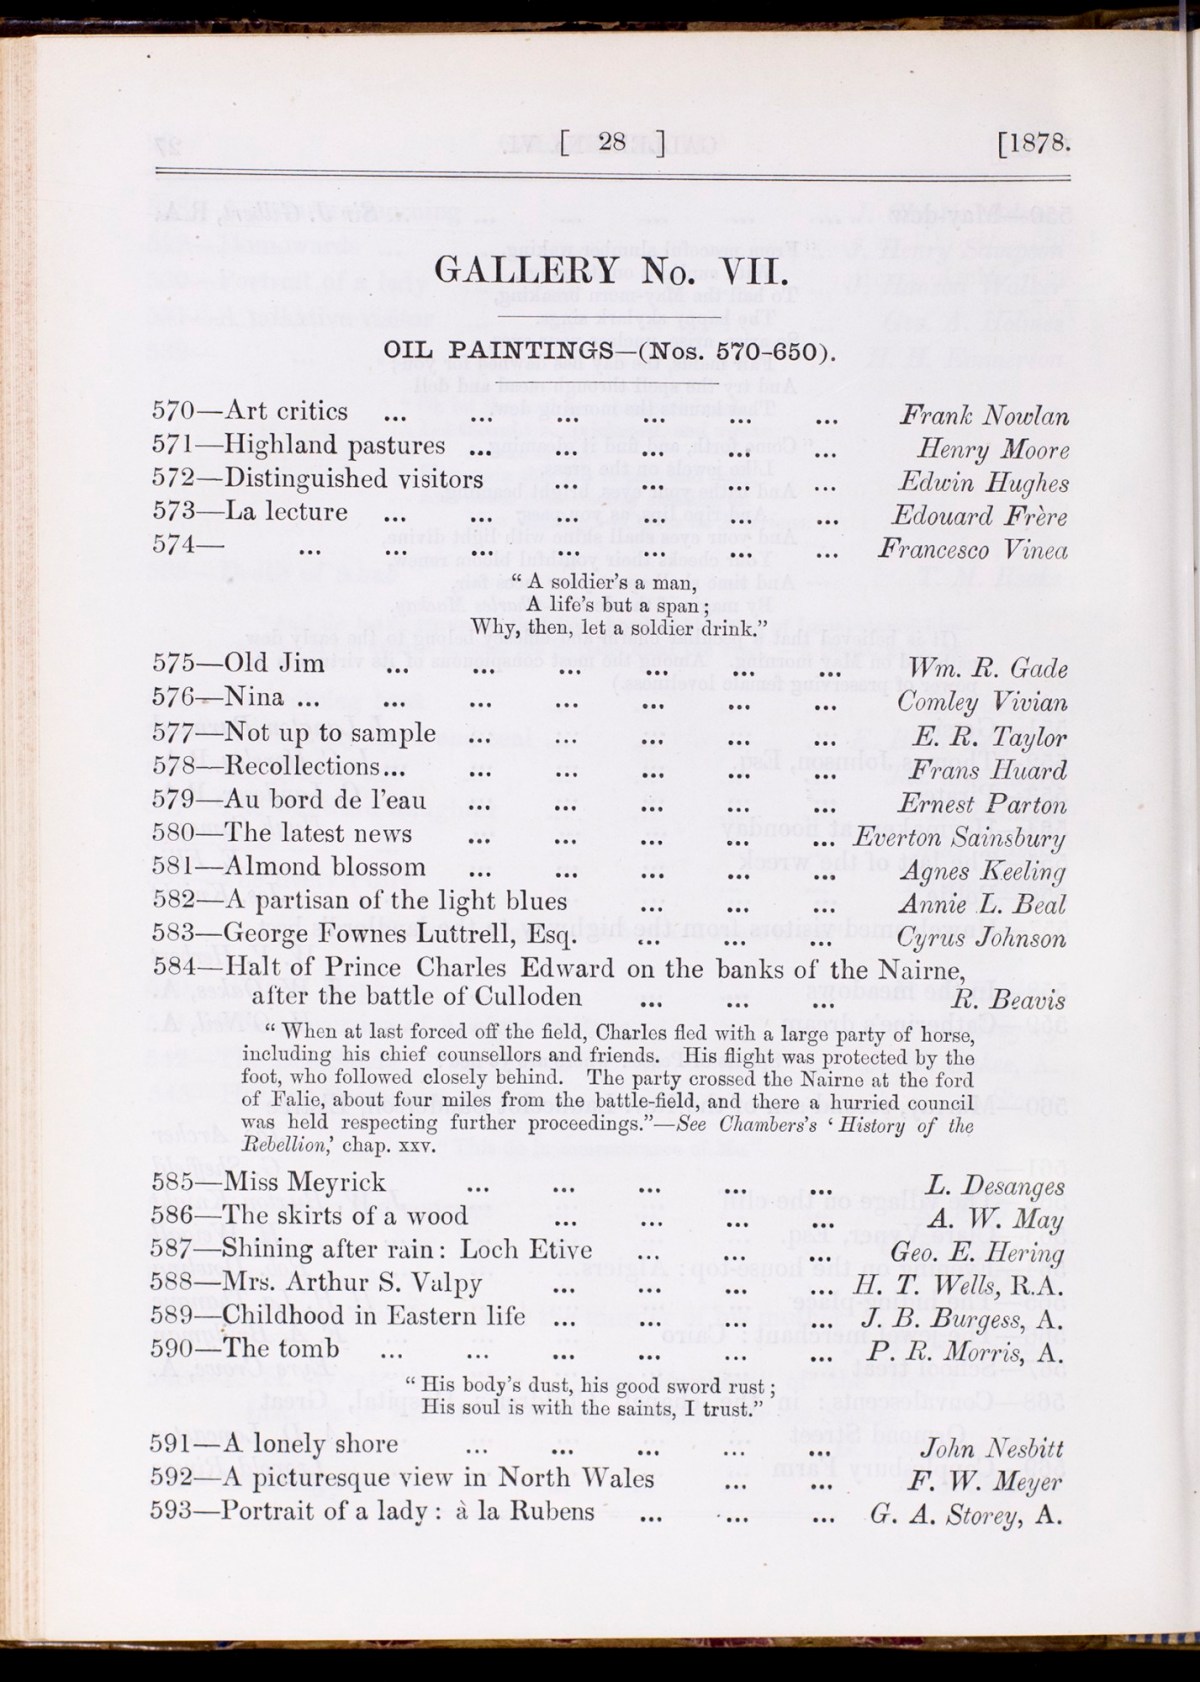 [ 28 ] [1878.
GALLERY No. VII.
OIL PAINTINGS—(Nos. 570-650).
570—Art critics ... ... ... ... ... ... Frank Nowlan
571—Highland pastures ... ... ... ... ... Henry Moore
572—Distinguished visitors ... ... ... ... Edwin Hughes
573—La lecture ... ... ... ... ... ... Edouard Frère
574— ... ... ... ... ... ... ... Francesco Vinea
“ A soldier’s a man,
A life’s but a span ;
Why, then, let a soldier drink.”
575—Old Jim ... ... ... ... ... ... Wm. R. Gade
576—Nina ... ... ... ... ... ... ... Comley Vivian
577—Not up to sample ... ... ... ... ... E. R. Taylor
578—Recollections... ... ... ... ... ... Frans Huard
579—Au bord de l’eau ... ... ... ... Ernest Parton
580—The latest news ... ... ... ... ... Everton Sainsbury
581—Almond blossom ... ... ... ... ... Agnes Keeling
582—A partisan of the light blues ... ... ... Annie L. Beal
583—George Fownes Luttrell, Esq. ... ... ... Cyrus Johnson
584—Halt of Prince Charles Edward on the banks of the Nairne,
after the battle of Culloden ... ... ... R. Beavis
“ When at last forced off the field, Charles fled with a large party of horse,
including his chief counsellors and friends. His flight was protected by the
foot, who followed closely behind. The party crossed the Nairne at the ford
of Falie, about four miles from the battle-field, and there a hurried council
was held respecting further proceedings.”—See Chambers’s ‘ History of the
Rebellion,’ chap. xxv.
585—Miss Meyrick ... ... ... ... ... L. Desanges
586—The skirts of a wood ... ... ... ... A. W. May
587—Shining after rain : Loch Etive ... ... ... Geo. E. Hering
588—Mrs. Arthur S. Valpy ... ... ... ... H. T. Wells, R.A.
589—Childhood in Eastern life ... ... ... ... J. B. Burgess, A.
590—The tomb ... ... ... ... ... ... P. R. Morris, A.
“ His body’s dust, his good sword rust ;
His soul is with the saints, I trust.”
591—A lonely shore ... ... ... ... ... John Nesbitt
592—A picturesque view in North Wales ... ... F. W. Meyer
593—Portrait of a lady : à la Rubens ... ... ... G. A. Storey, A.